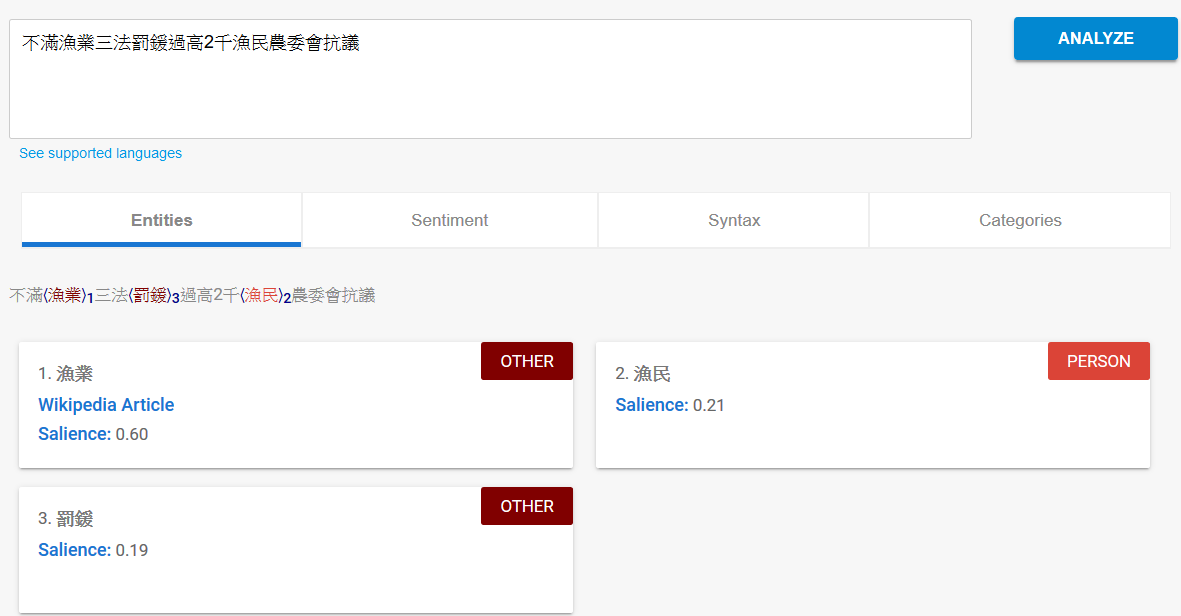 不滿漁業三法罰鍰過高2千漁民農委會抗議
ANALYZE
See supported languages
Entities
Sentiment
Syntax
Categories
不滿⟨漁業⟩1三法⟨罰鍰⟩3過高2千⟨漁民⟩2農委會抗議
OTHER
1. 漁業
Wikipedia Article
Salience: 0.60
PERSON
2. 漁民
Salience: 0.21
OTHER
3. 罰鍰
Salience: 0.19